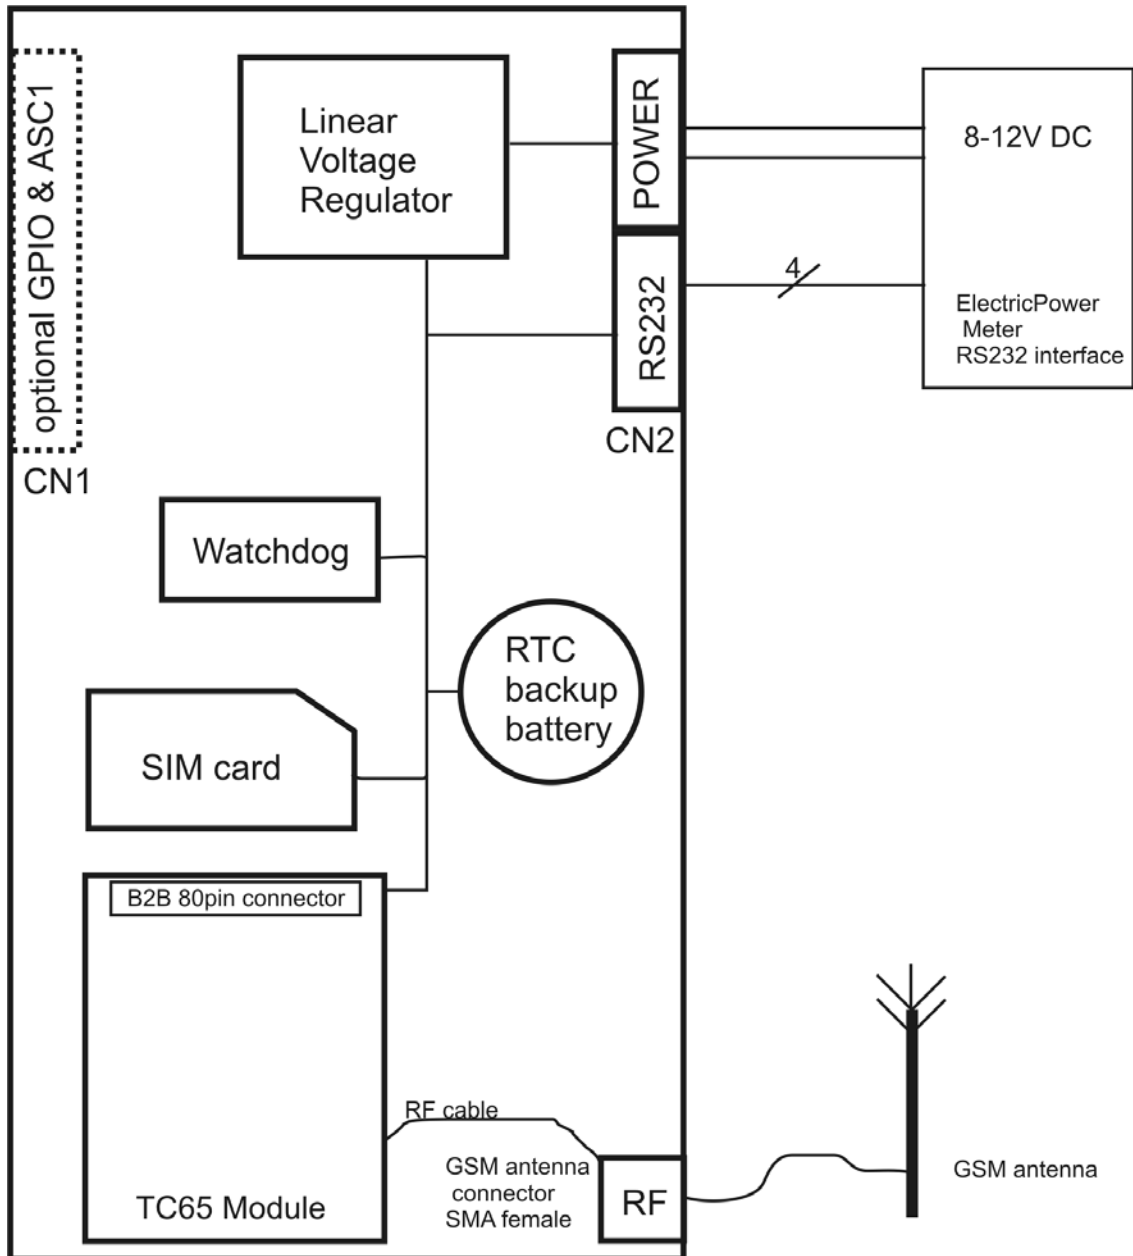 optional GPIO & ASC1
CN1
Linear
Voltage
Regulator
POWER
RS232
CN2
8-12V DC
4
ElectricPower
Meter
RS232 interface
Watchdog
RTC
backup
battery
SIM card
B2B 80pin connector
TC65 Module
RF cable
GSM antenna
connector
SMA female
RF
GSM antenna